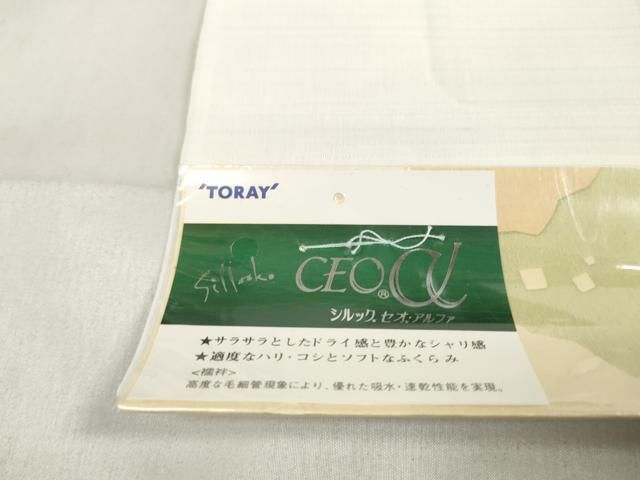 'TORAY'
Sillook
CEO®α
シルック セオ・アルファ
★サラサラとしたドライ感と豊かなシャリ感
★適度なハリ・コシとソフトなふくらみ
<襦袢>
高度な毛細管現象により、優れた吸水・速乾性能を実現。